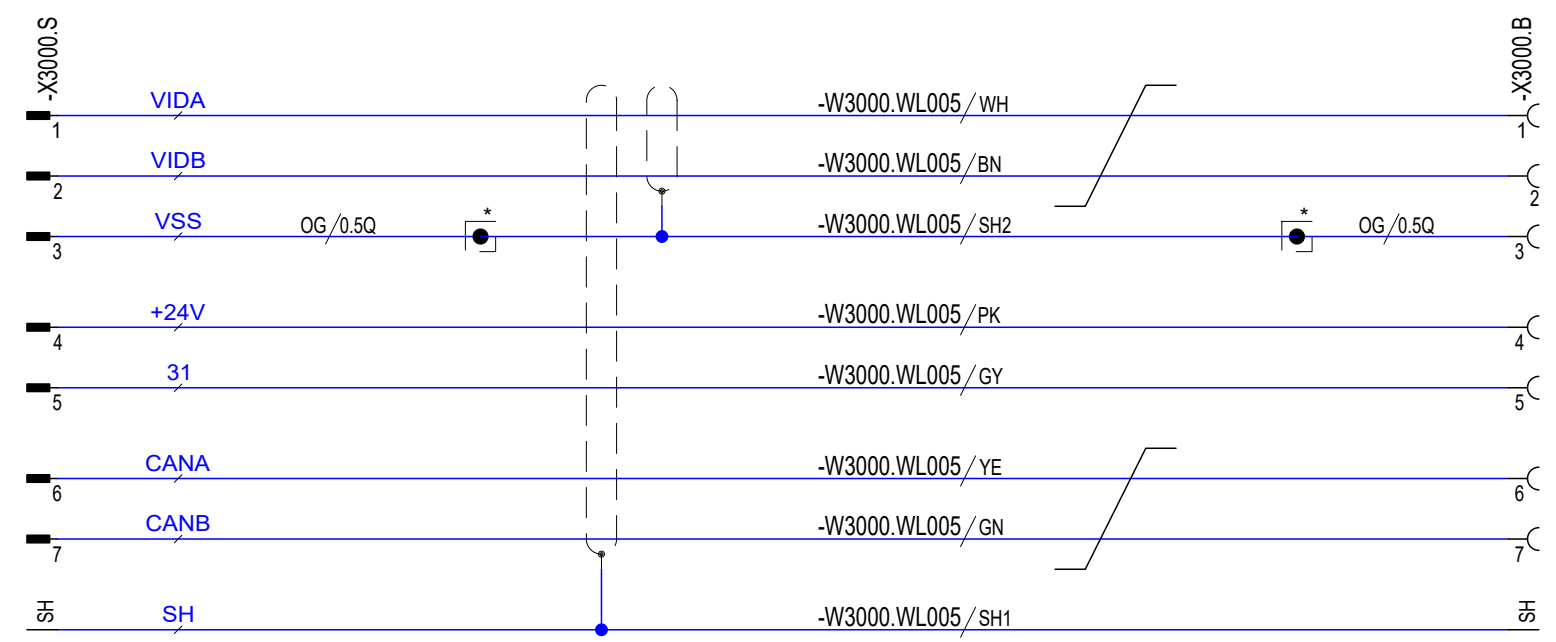 -X3000.S
-X3000.B
VIDA
-W3000.WL005/WH
1
1
VIDB
-W3000.WL005/BN
2
2
VSS
OG/0.5Q
*
-W3000.WL005/SH2
*
OG/0.5Q
3
3
+24V
-W3000.WL005/PK
4
4
31
-W3000.WL005/GY
5
5
CANA
-W3000.WL005/YE
6
6
CANB
-W3000.WL005/GN
7
7
SH
SH
-W3000.WL005/SH1
SH